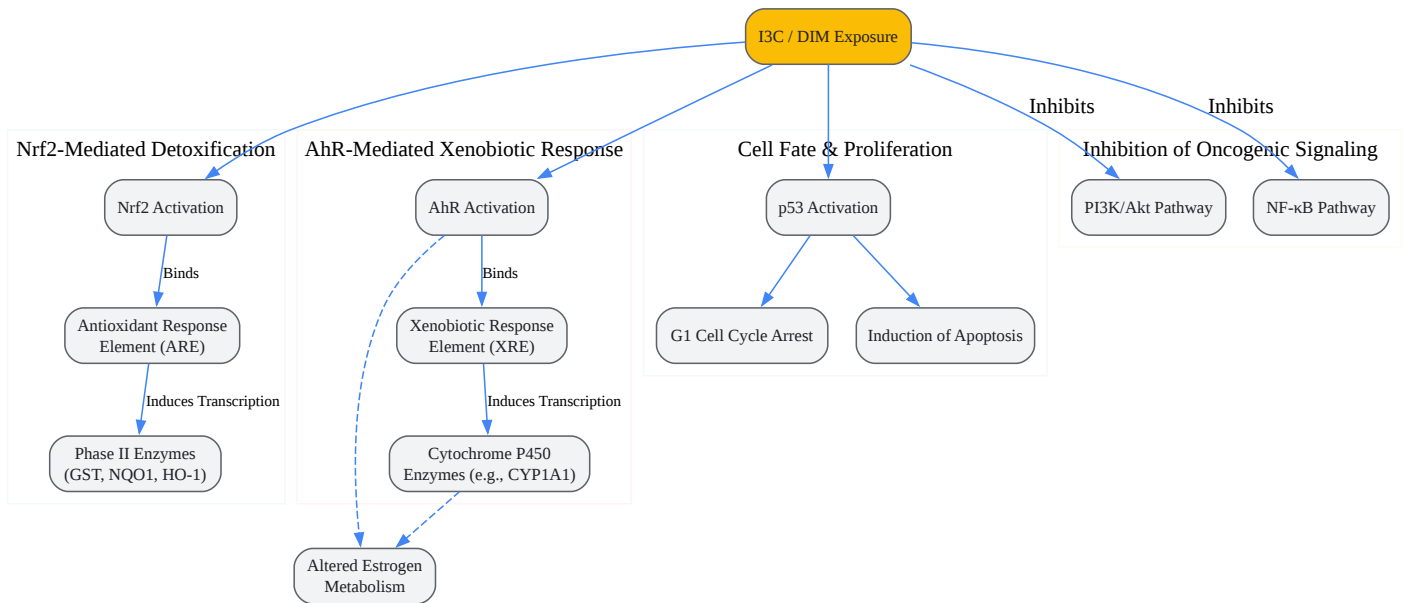 I3C / DIM Exposure
Inhibits
Inhibits
Nrf2-Mediated Detoxification
AhR-Mediated Xenobiotic Response
Cell Fate & Proliferation
Inhibition of Oncogenic Signaling
Nrf2 Activation
AhR Activation
p53 Activation
PI3K/Akt Pathway
NF-κB Pathway
Binds
Binds
Antioxidant Response
Element (ARE)
Xenobiotic Response
Element (XRE)
G1 Cell Cycle Arrest
Induction of Apoptosis
Induces Transcription
Induces Transcription
Phase II Enzymes
(GST, NQO1, HO-1)
Cytochrome P450
Enzymes (e.g., CYP1A1)
Altered Estrogen
Metabolism